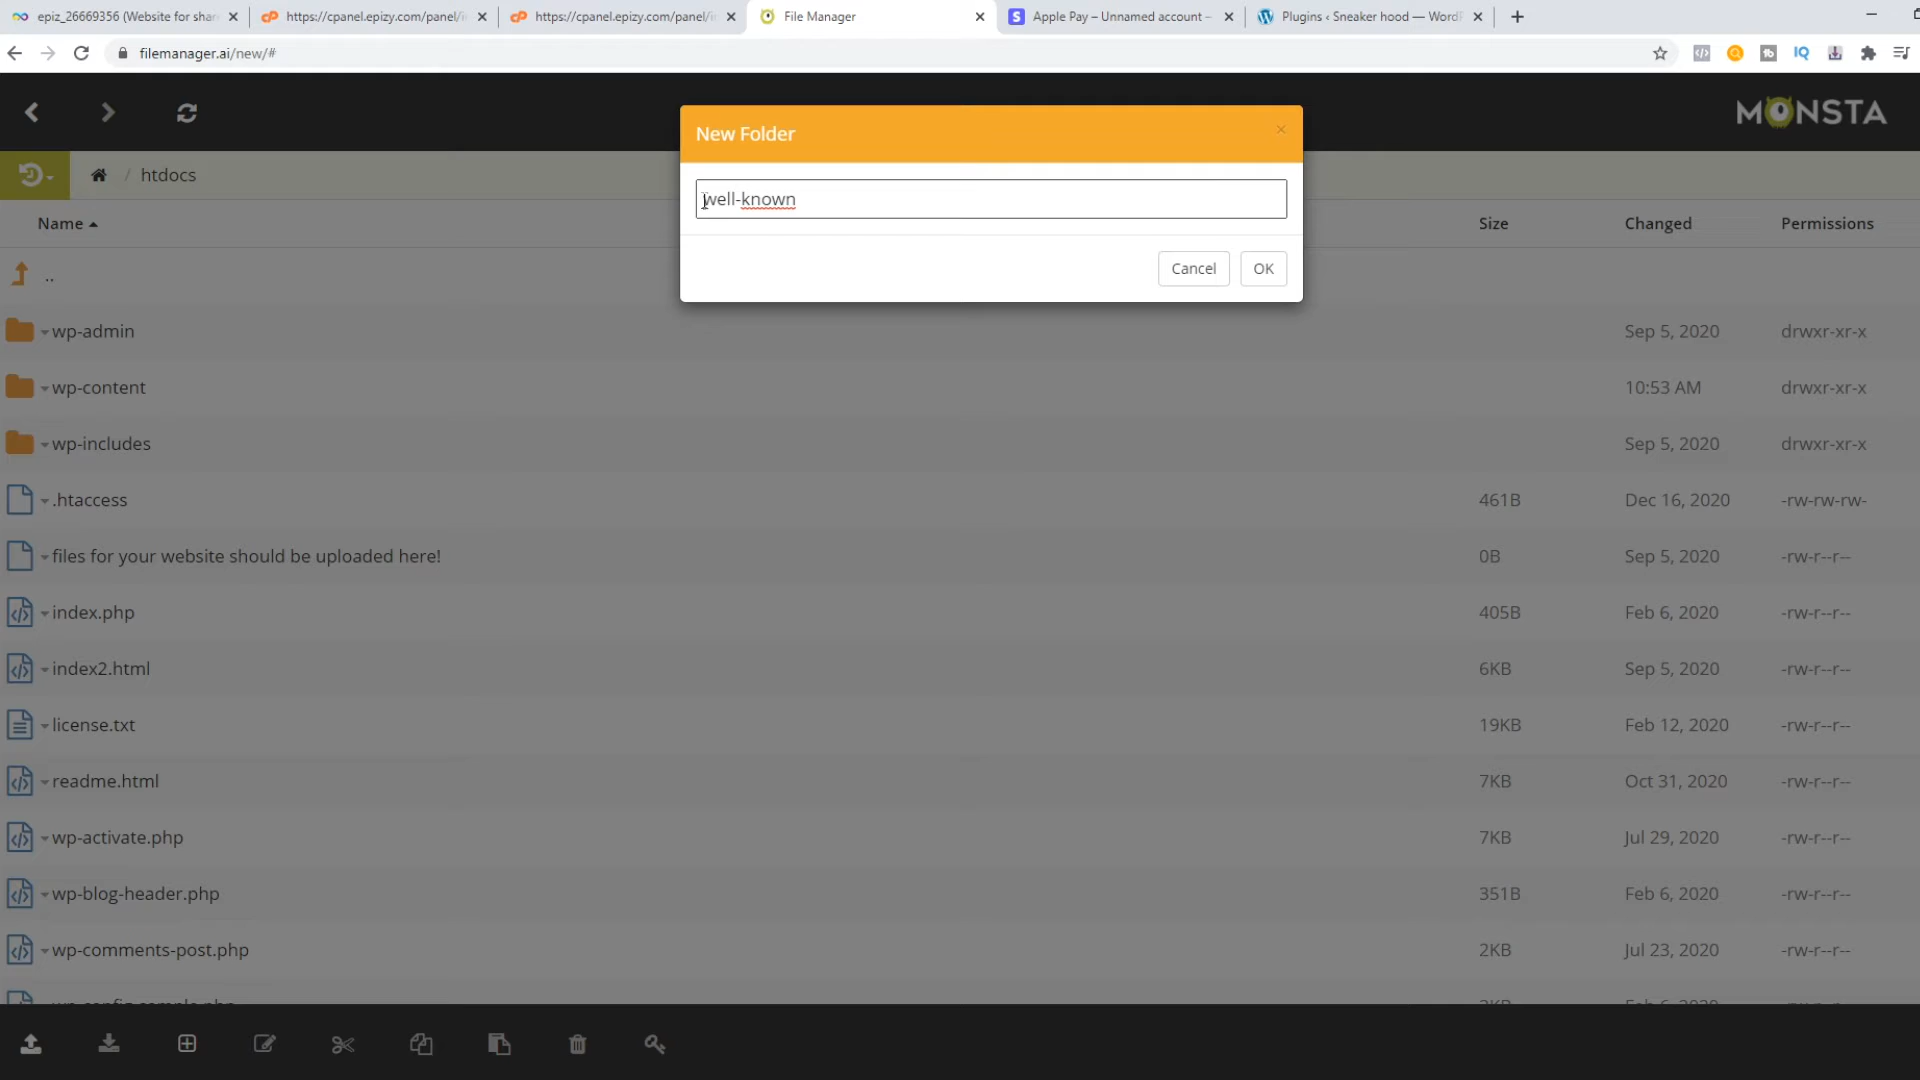 epiz_26669356 (Website for shar
https://cpanel.epizy.com/panel/i
https://cpanel.epizy.com/panel/i
File Manager
Apple Pay – Unnamed account –
Plugins ‹ Sneaker hood — WordP
filemanager.ai/new/#
MONSTA
New Folder
well-known
Cancel
OK
/ htdocs
Name
Size
Changed
Permissions
..
wp-admin Sep 5, 2020 drwxr-xr-x
wp-content 10:53 AM drwxr-xr-x
wp-includes Sep 5, 2020 drwxr-xr-x
.htaccess 461B Dec 16, 2020 -rw-rw-rw-
files for your website should be uploaded here! 0B Sep 5, 2020 -rw-r--r--
index.php 405B Feb 6, 2020 -rw-r--r--
index2.html 6KB Sep 5, 2020 -rw-r--r--
license.txt 19KB Feb 12, 2020 -rw-r--r--
readme.html 7KB Oct 31, 2020 -rw-r--r--
wp-activate.php 7KB Jul 29, 2020 -rw-r--r--
wp-blog-header.php 351B Feb 6, 2020 -rw-r--r--
wp-comments-post.php 2KB Jul 23, 2020 -rw-r--r--